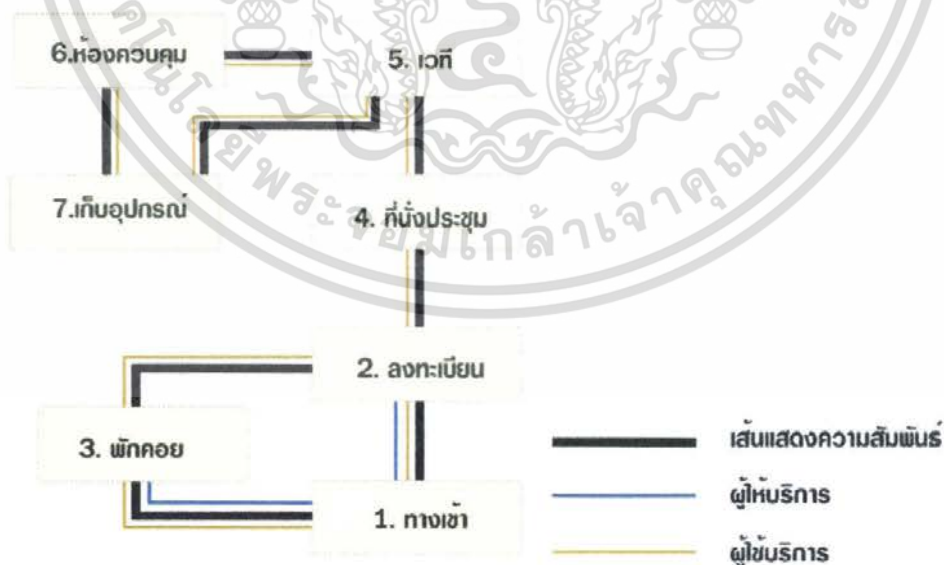 6.ห้องควบคุม
5. เวที
7.เก็บอุปกรณ์
4. ที่นั่งประชุม
2. ลงทะเบียน
3. พักคอย
1. ทางเข้า
เส้นแสดงความสัมพันธ์
ผู้ให้บริการ
ผู้ใช้บริการ